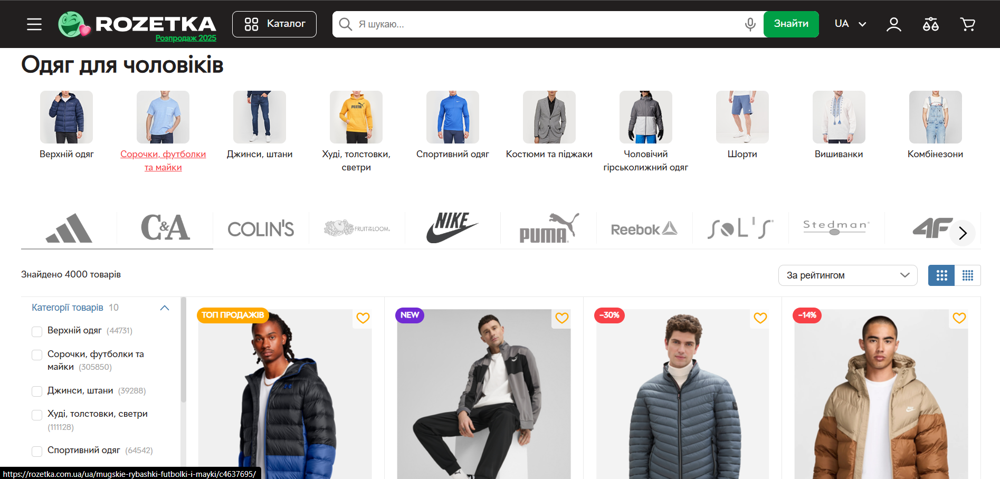 ROZETKA
Розпродаж 2025
Каталог
Я шукаю...
Знайти
UA
Одяг для чоловіків
Верхній одяг
Сорочки, футболки
та майки
Джинси, штани
Худі, толстовки,
светри
Спортивний одяг
Костюми та піджаки
Чоловічий
гірськолижний одяг
Шорти
Вишиванки
Комбінезони
C&A
COLIN'S
FRUIT OF THE LOOM.
NIKE
PUMA
Reebok
SOL'S
Stedman
4F
Знайдено 4000 товарів
За рейтингом
Категорії товарів 10
Верхній одяг (44731)
Сорочки, футболки та
майки (305850)
Джинси, штани (39288)
Худі, толстовки, светри
(111128)
Спортивний одяг (64542)
ТОП ПРОДАЖІВ
NEW
PUMA
−30%
−14%
https://rozetka.com.ua/ua/mugskie-rybashki-futbolki-i-mayki/c4637695/